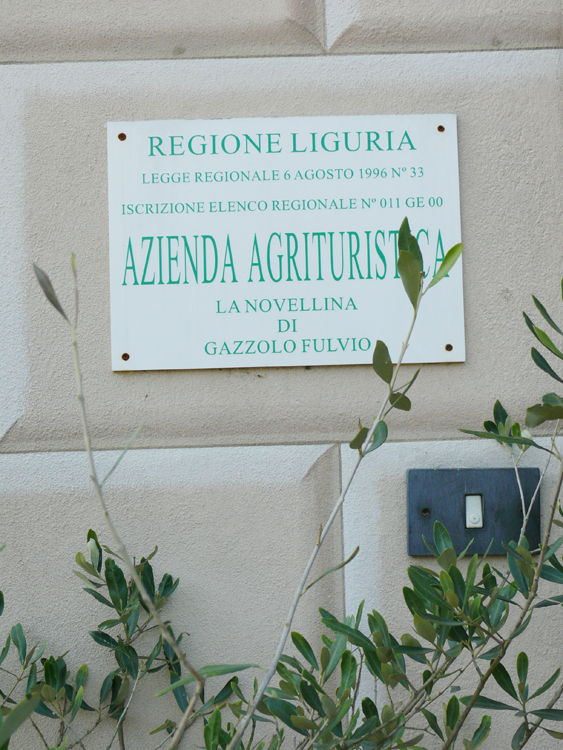 REGIONE LIGURIA
LEGGE REGIONALE 6 AGOSTO 1996 N° 33
ISCRIZIONE ELENCO REGIONALE N° 011 GE 00
AZIENDA AGRITURISTICA
LA NOVELLINA
DI
GAZZOLO FULVIO